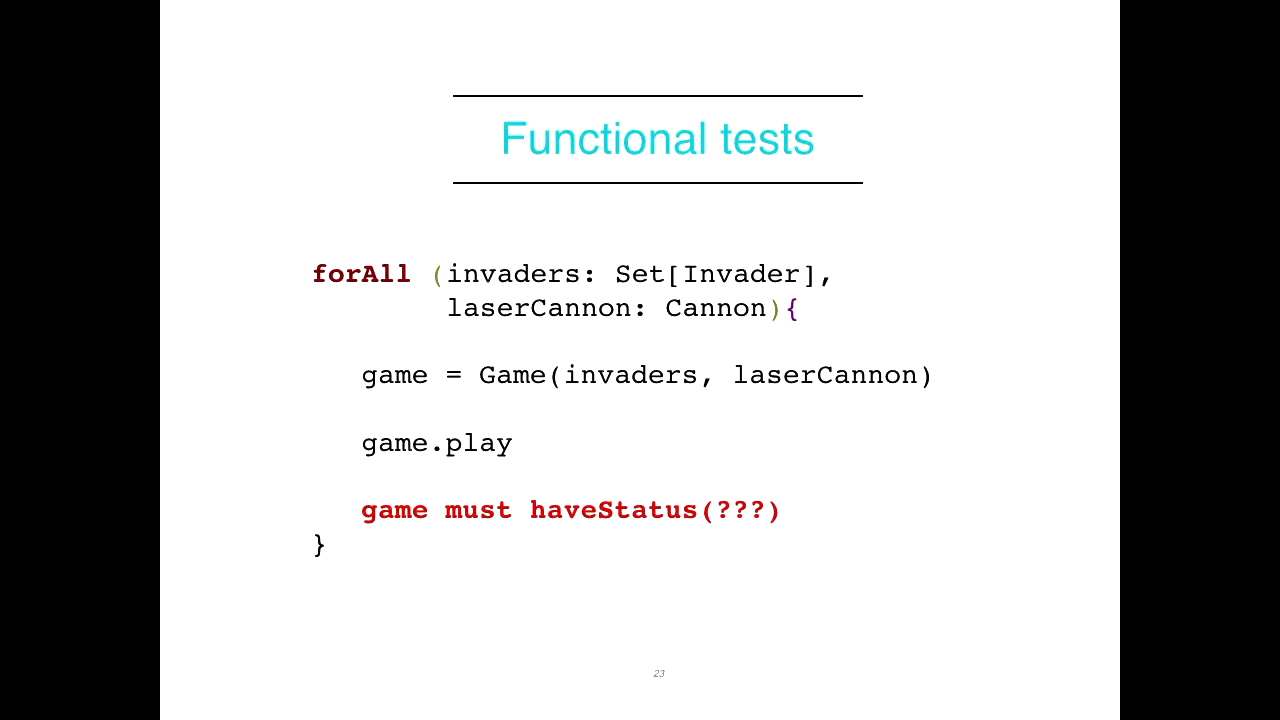 Functional tests
forAll (invaders: Set[Invader],
laserCannon: Cannon){
game = Game(invaders, laserCannon)
game.play
game must haveStatus(???)
}
23